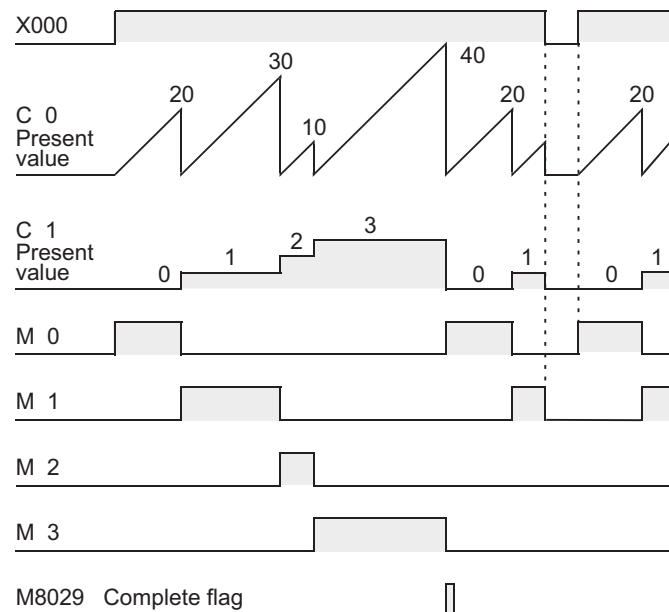 X000
30
40
20
20
20
10
C 0
Present
value
C 1
Present
value
0
1
2
3
0
1
0
1
M 0
M 1
M 2
M 3
M8029 Complete flag